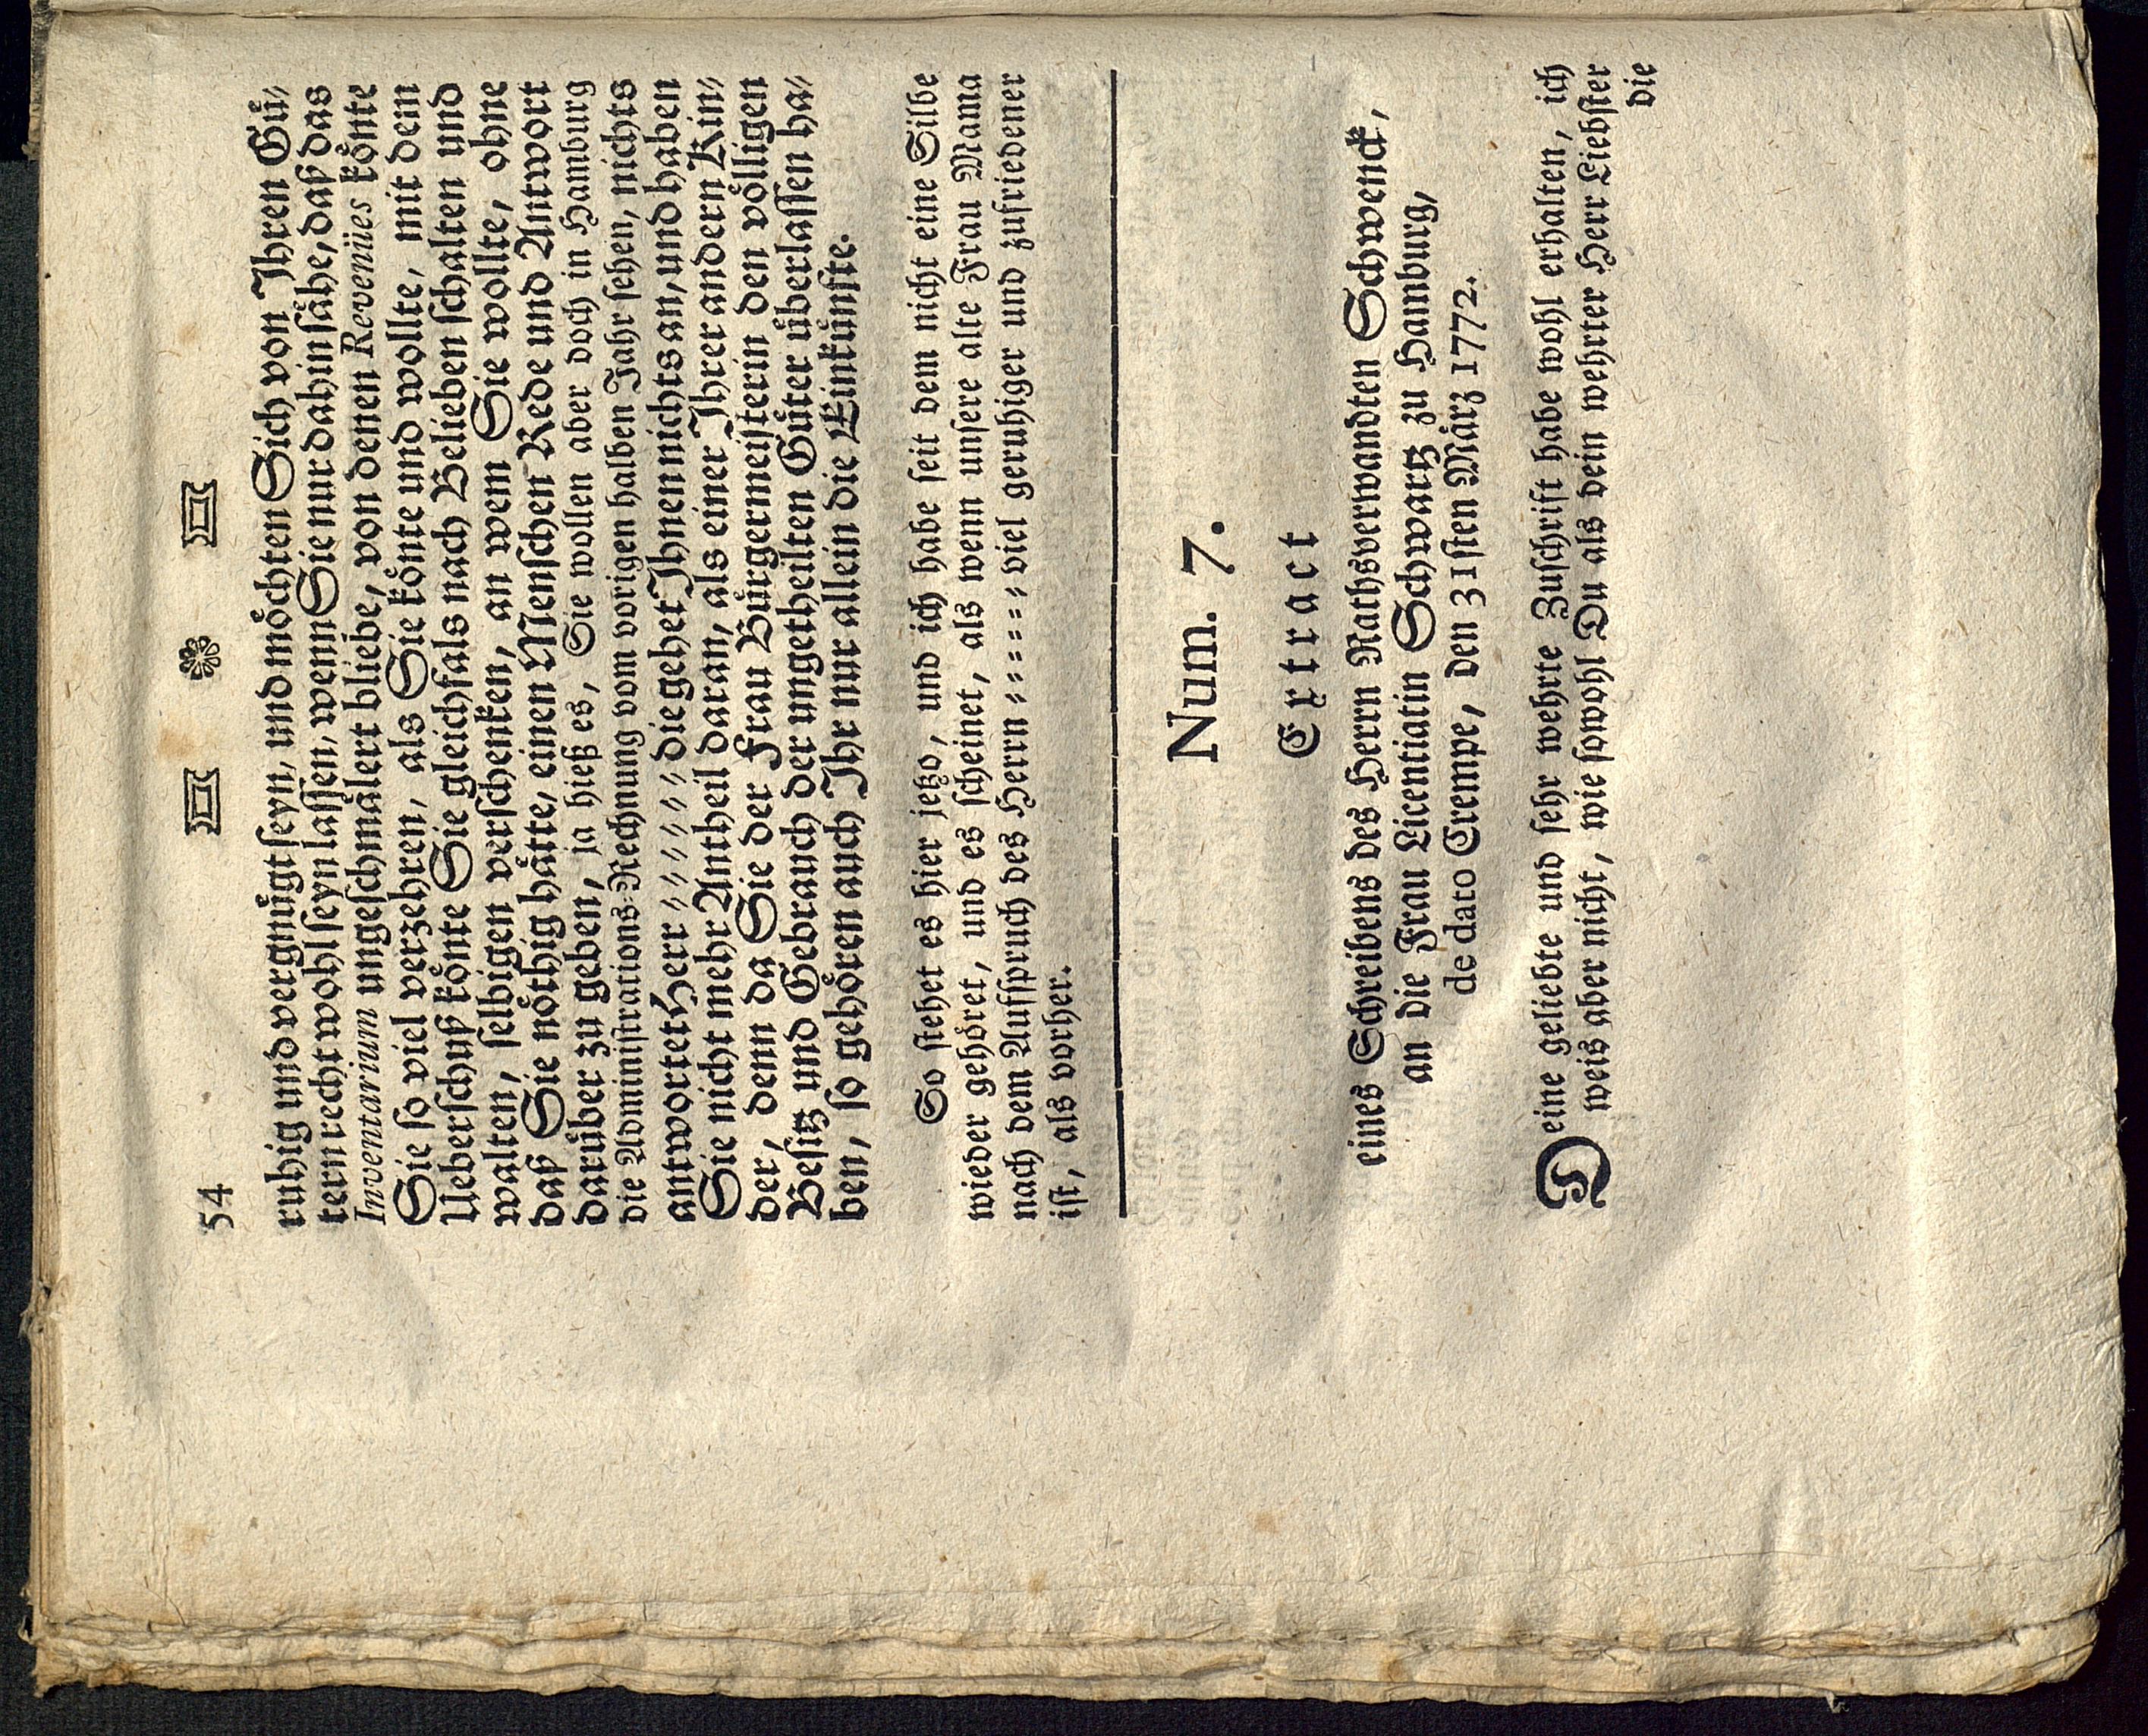 54
ruhig und vergnügt seyn, und möchten Sich von Ihren Gü-
tern recht wohl seyn lassen, wenn Sie nur dahin sähe, daß das
Inventarium ungeschmälert bliebe, von denen Revenües könte
Sie so viel verzehren, als Sie könte und wollte, mit dem
Ueberschuß könte Sie gleichfals nach Belieben schalten und
walten, selbigen verschenken, an wem Sie wollte, ohne
daß Sie nöthig hätte, einen Menschen Rede und Antwort
darüber zu geben, ja hieß es, Sie wollen aber doch in Hamburg
die Administrations-Rechnung vom vorigen halben Jahr sehen, nichts
antwortet Herr - - - - - - die gehet Ihnen nichts an, und haben
Sie nicht mehr Antheil daran, als einer Ihrer andern Kin-
der, denn da Sie der Frau Bürgermeisterin den völligen
Besitz und Gebrauch der ungetheilten Güter überlassen ha-
ben, so gehören auch Ihr nur allein die Einkünfte.
So stehet es hier jetzo, und ich habe seit dem nicht eine Silbe
wieder gehöret, und es scheinet, als wenn unsere alte Frau Mama
nach dem Aufspruch des Herrn - - - - - - viel geruhiger und zufriedener
ist, als vorher.
Num. 7.
Extract
eines Schreibens des Herrn Rathsverwandten Schwenck,
an die Frau Licentiatin Schwartz zu Hamburg,
de dato Crempe, den 31sten März 1772.
Deine geliebte und sehr wehrte Zuschrift habe wohl erhalten, ich
weis aber nicht, wie sowohl Du als dein wehrter Herr Liebster
die